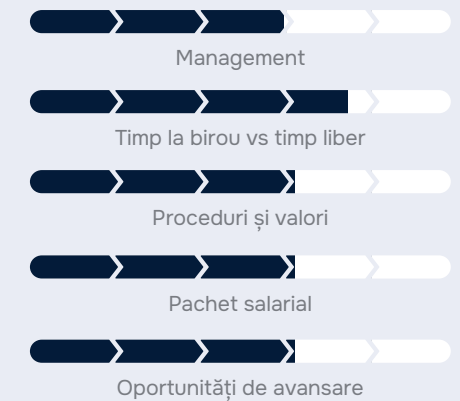 Management
Timp la birou vs timp liber
Proceduri și valori
Pachet salarial
Oportunități de avansare